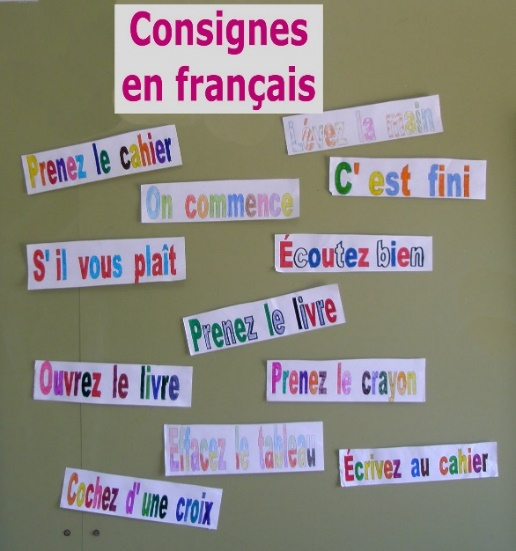 Consignes
en français
Levez la main
Prenez le cahier
C'est fini
On commence
S'il vous plaît
Écoutez bien
Prenez le livre
Ouvrez le livre
Prenez le crayon
Effacez le tableau
Écrivez au cahier
Cochez d'une croix